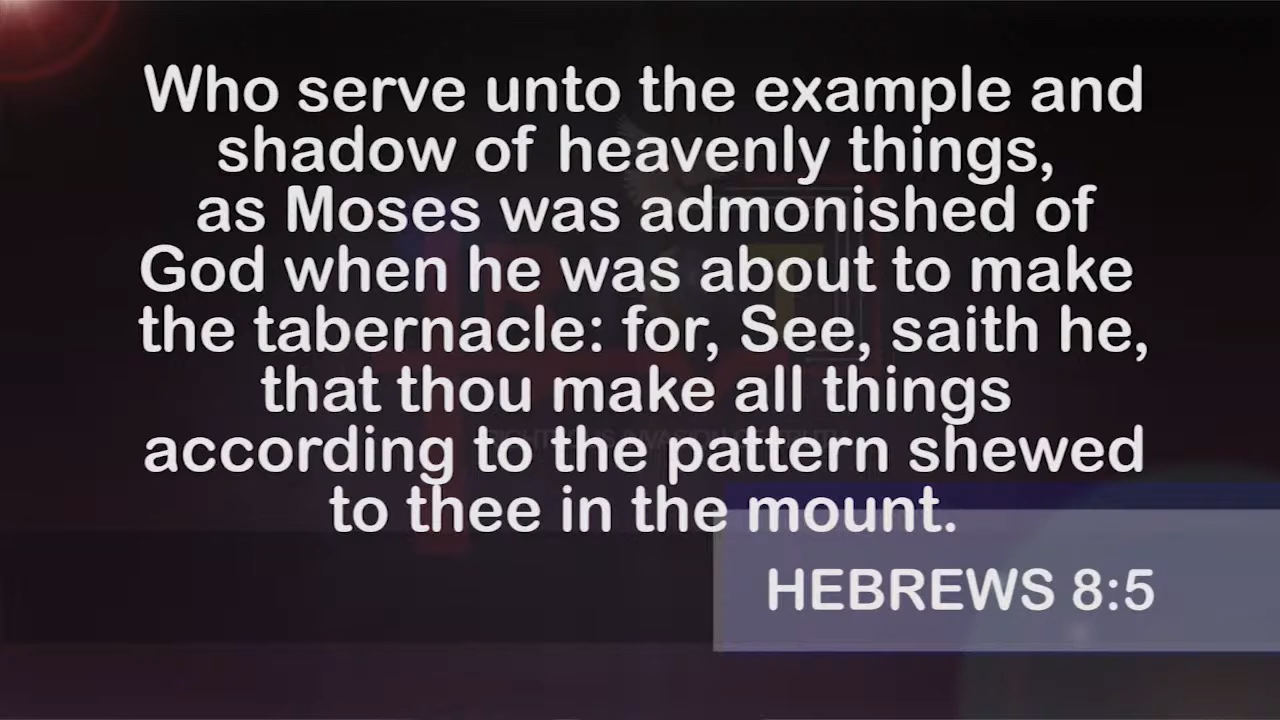 Who serve unto the example and
shadow of heavenly things,
as Moses was admonished of
God when he was about to make
the tabernacle: for, See, saith he,
that thou make all things
according to the pattern shewed
to thee in the mount.
HEBREWS 8:5